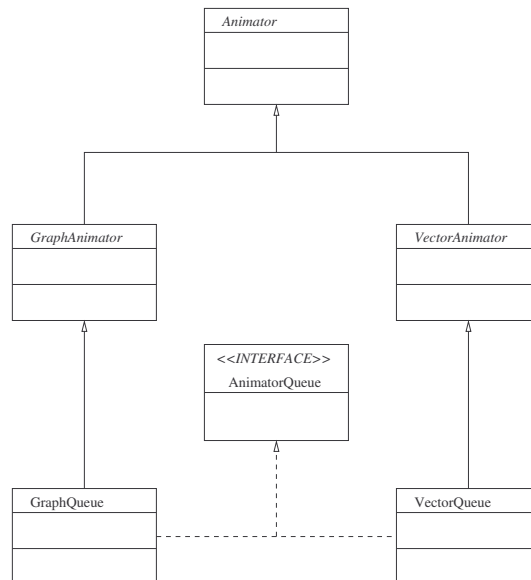 Animator
GraphAnimator
VectorAnimator
<<INTERFACE>>
AnimatorQueue
GraphQueue
VectorQueue